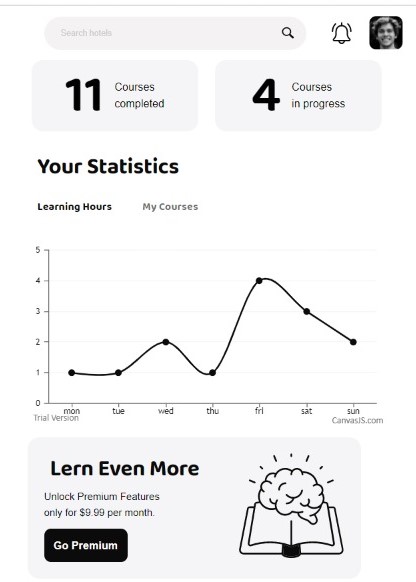 Search hotels
11 Courses completed
4 Courses in progress
Your Statistics
Learning Hours My Courses
5
4
3
2
1
0
mon tue wed thu fri sat sun
Trial Version CanvasJS.com
Lern Even More
Unlock Premium Features
only for $9.99 per month.
Go Premium